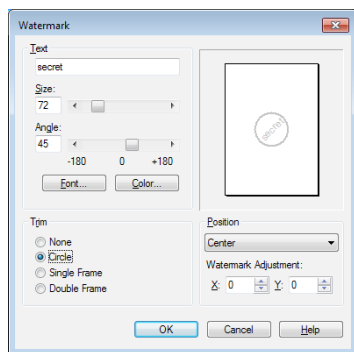 Watermark
Text
secret
Size:
72
Angle:
45
-180 0 +180
Font... Color...
secret
Trim
None
Circle
Single Frame
Double Frame
Position
Center
Watermark Adjustment:
X: 0 Y: 0
OK Cancel Help